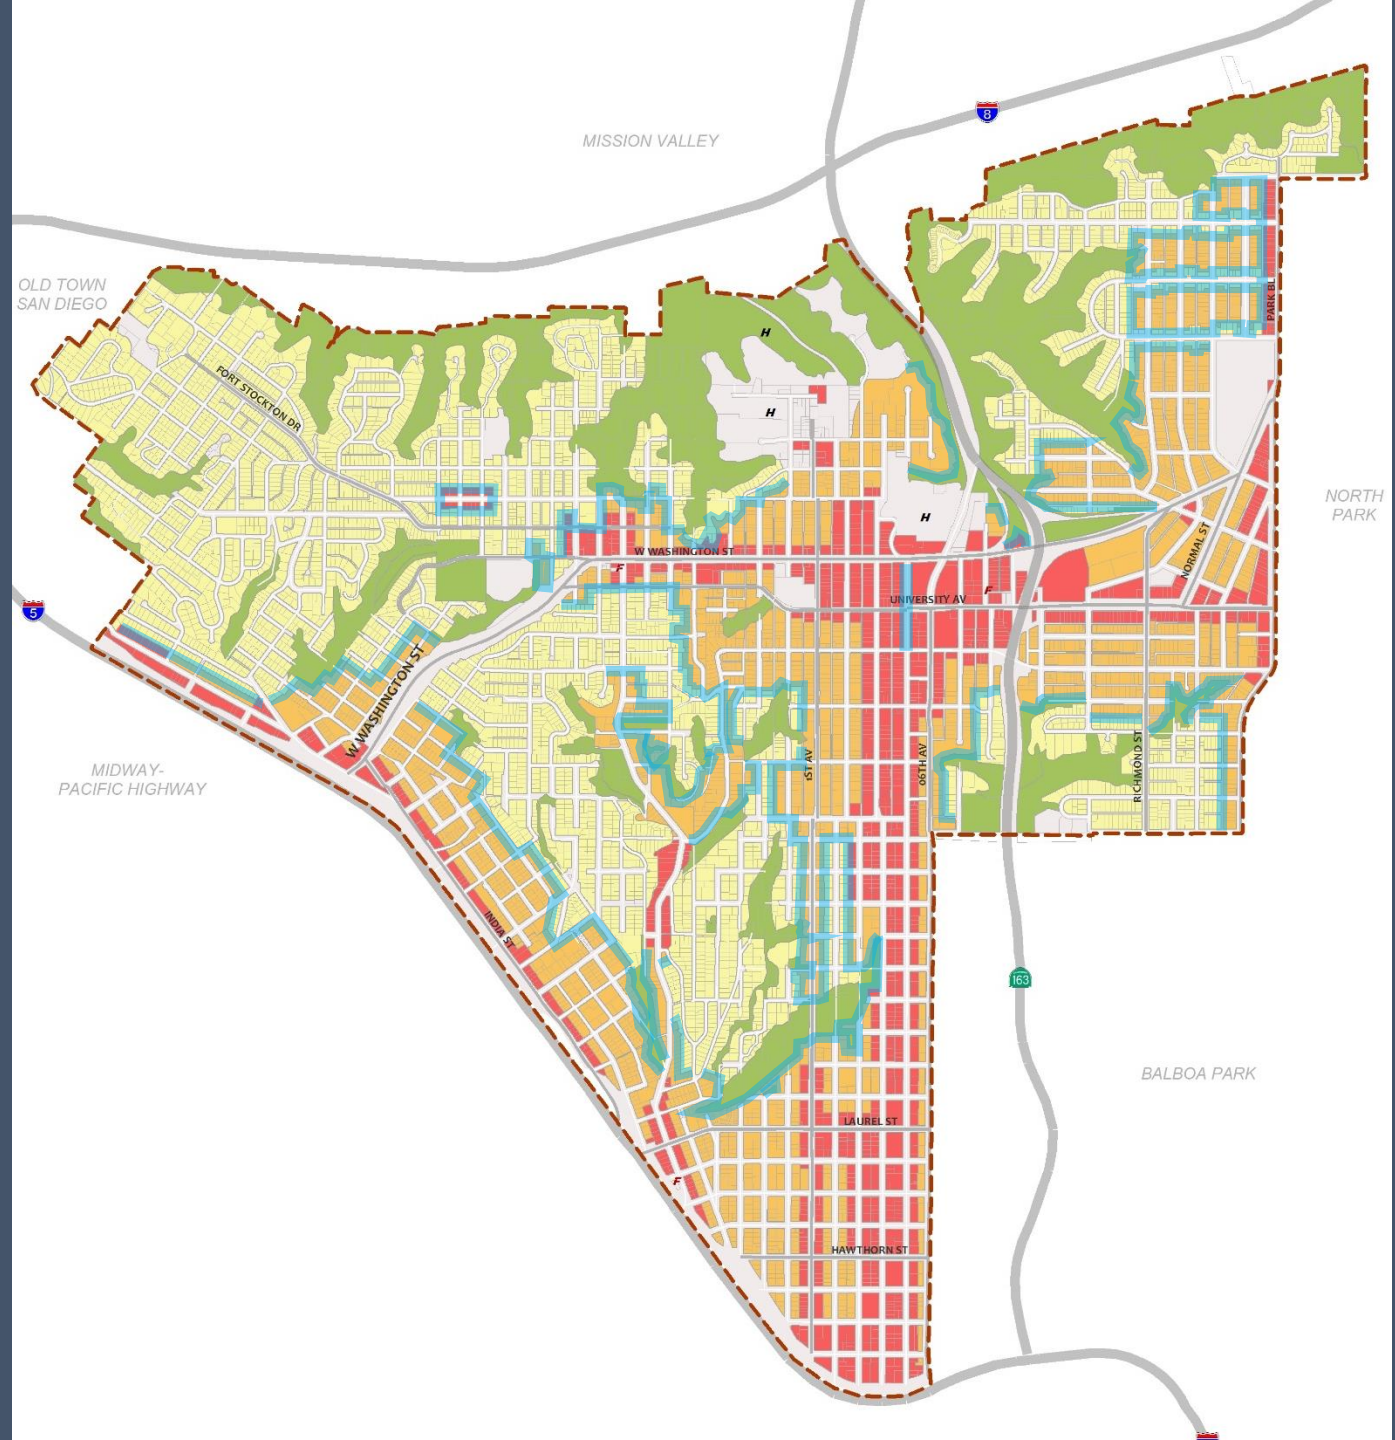 8
MISSION VALLEY
OLD TOWN
SAN DIEGO
PARK BL
H
FORT STOCKTON DR
H
NORTH
PARK
H
W WASHINGTON ST
NORMAL ST
F
F
UNIVERSITY AV
5
W WASHINGTON ST
MIDWAY-
PACIFIC HIGHWAY
1ST AV
06TH AV
RICHMOND ST
INDIA ST
163
BALBOA PARK
LAUREL ST
F
HAWTHORN ST